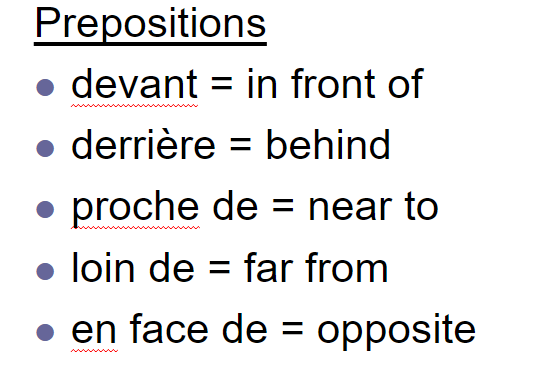 Prepositions
● devant = in front of
● derrière = behind
● proche de = near to
● loin de = far from
● en face de = opposite